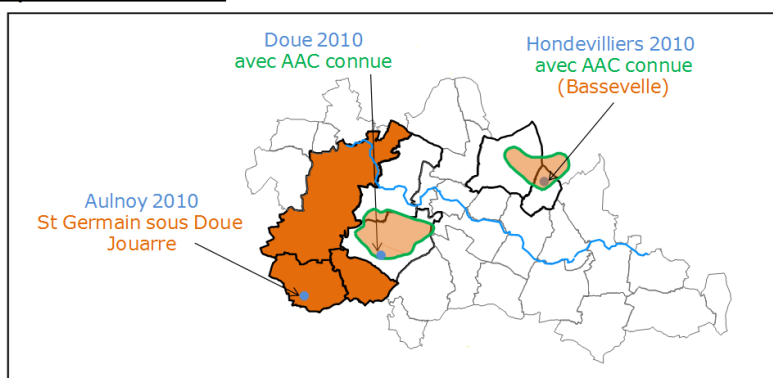 Doue 2010
avec AAC connue
Hondevilliers 2010
avec AAC connue
(Bassevelle)
Aulnoy 2010
St Germain sous Doue
Jouarre